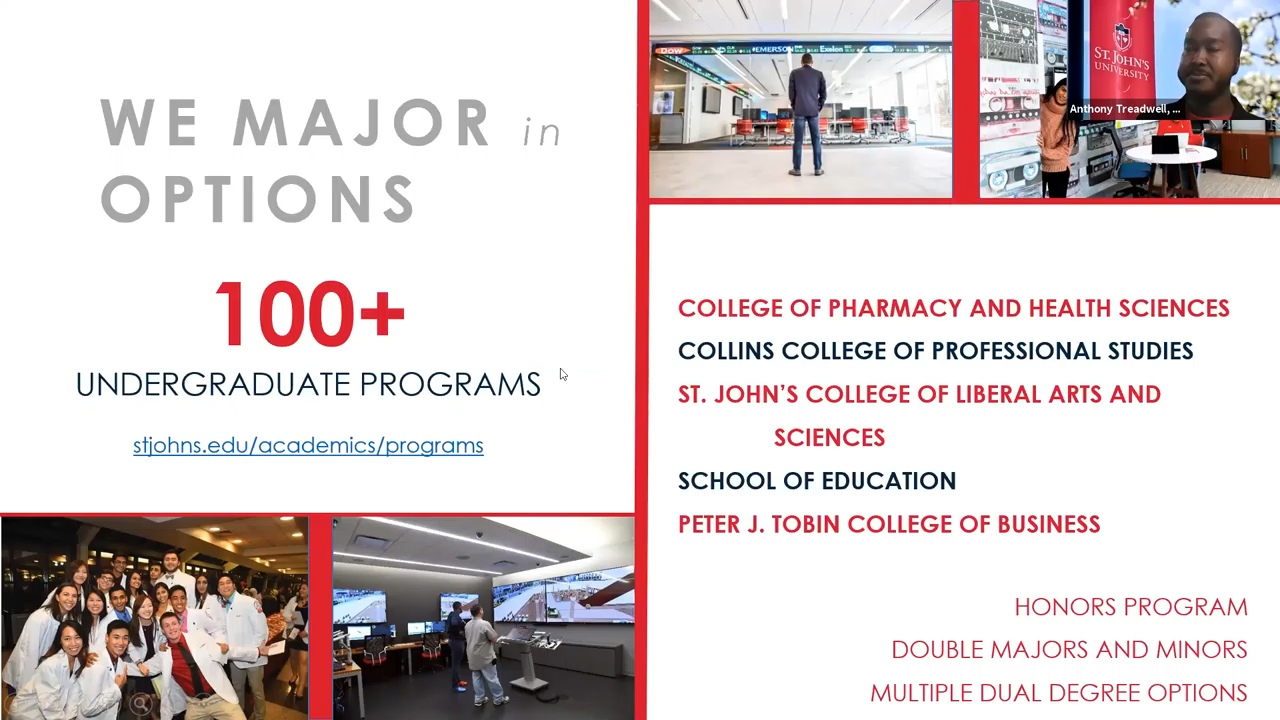 WE MAJOR in
OPTIONS
100+
UNDERGRADUATE PROGRAMS
stjohns.edu/academics/programs
DOW
EMERSON
Exelon
ST. JOHN'S
UNIVERSITY
Anthony Treadwell, ...
COLLEGE OF PHARMACY AND HEALTH SCIENCES
COLLINS COLLEGE OF PROFESSIONAL STUDIES
ST. JOHN'S COLLEGE OF LIBERAL ARTS AND
SCIENCES
SCHOOL OF EDUCATION
PETER J. TOBIN COLLEGE OF BUSINESS
HONORS PROGRAM
DOUBLE MAJORS AND MINORS
MULTIPLE DUAL DEGREE OPTIONS